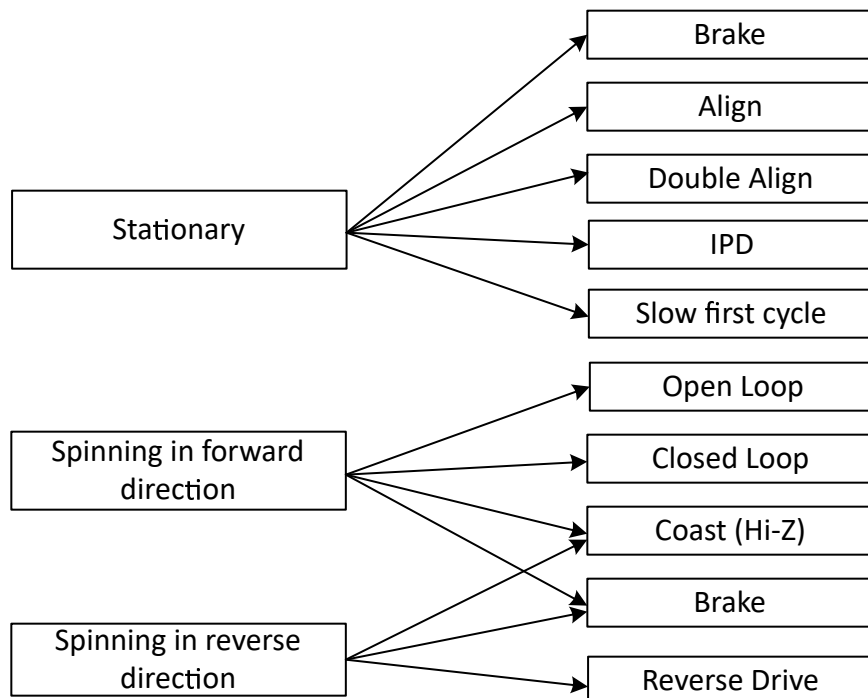 Brake
Align
Double Align
Stationary
IPD
Slow first cycle
Open Loop
Spinning in forward
direction
Closed Loop
Coast (Hi-Z)
Brake
Spinning in reverse
direction
Reverse Drive